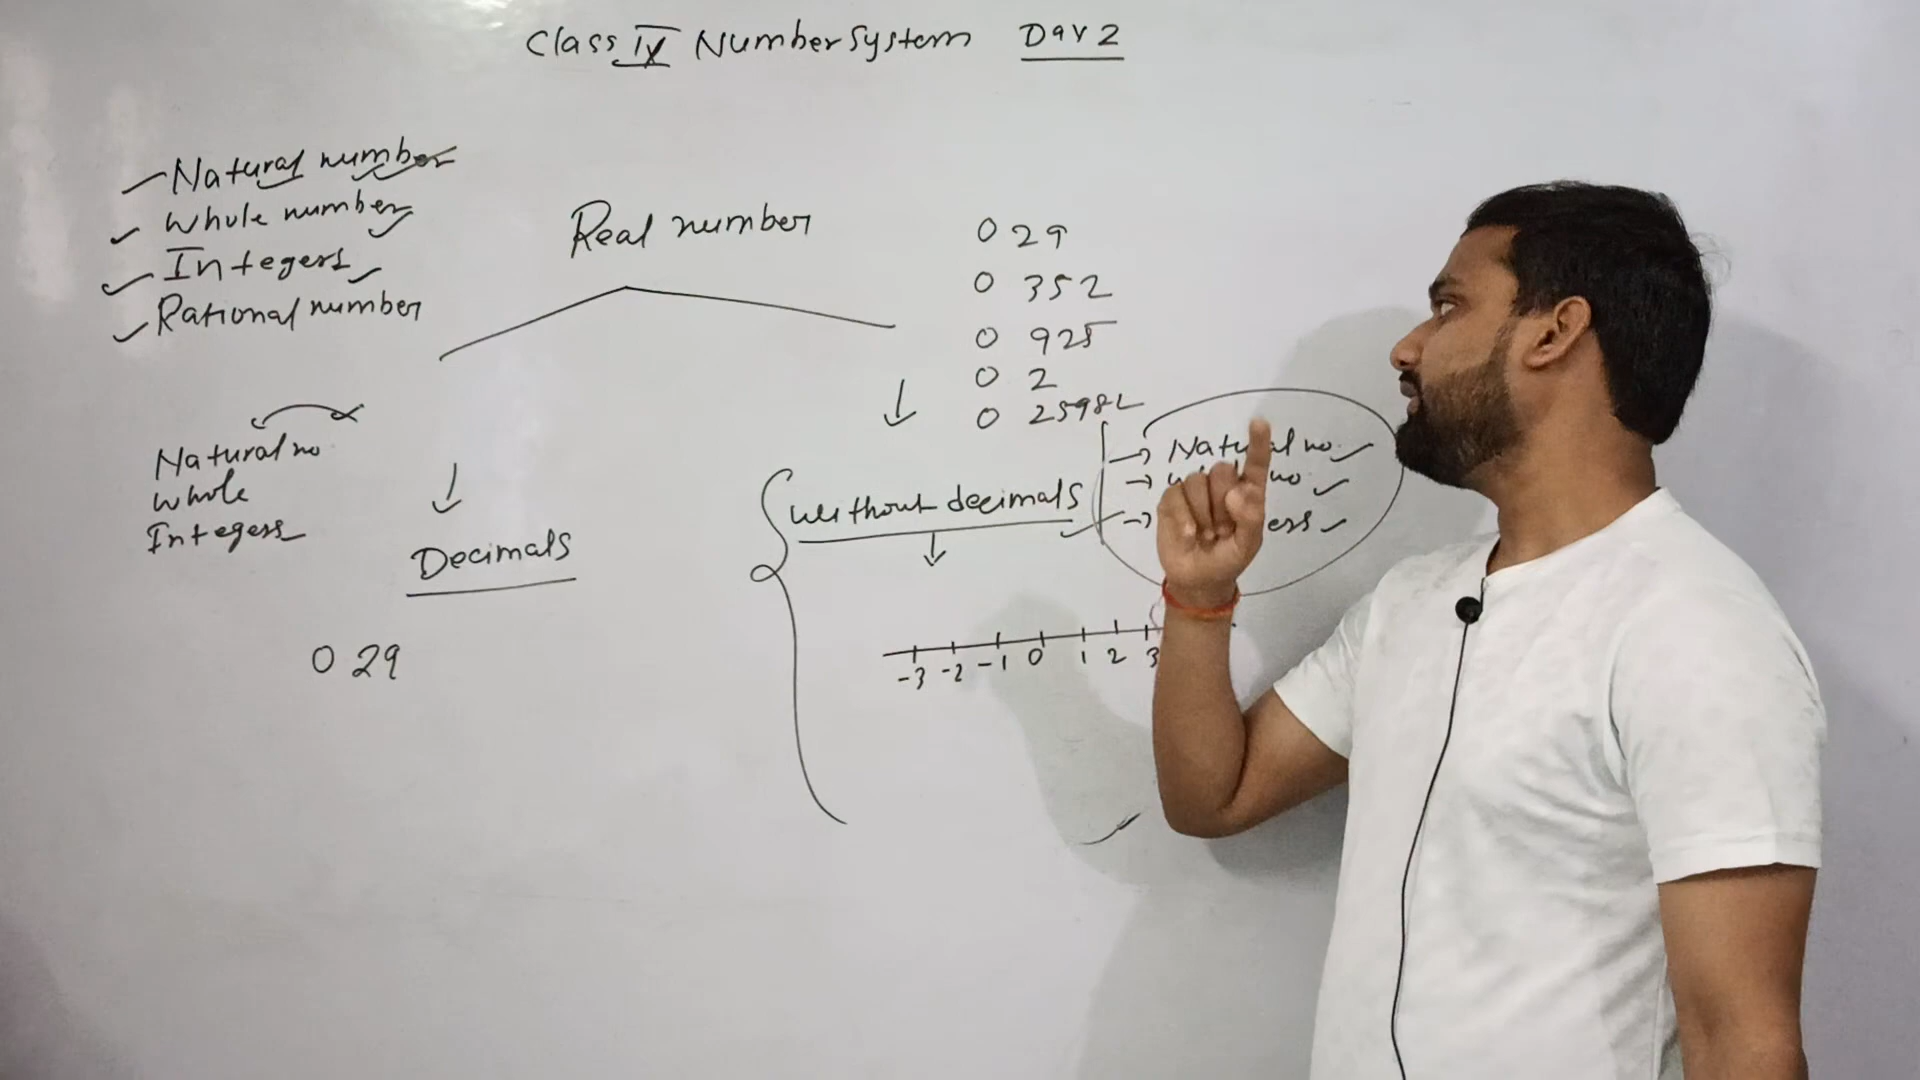 Class IX Number System Day 2
Natural number
Whole number
Integers
Rational number
Real number
0 29
0 352
0 925
0 2
0 25982
Natural no
Whole
Integers
Decimals
0 29
without decimals
→ Natural no.
→ no.
→ ers
-3 -2 -1 0 1 2 3